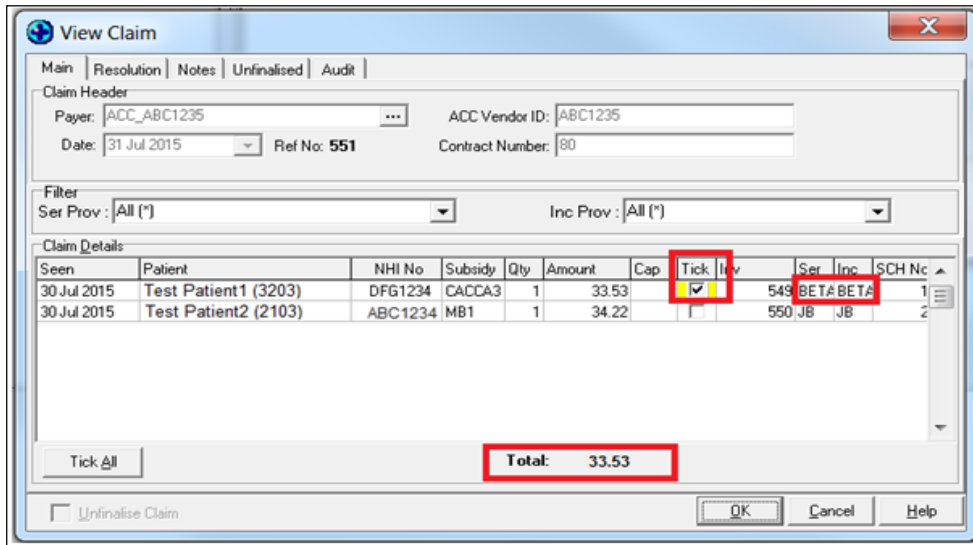 View Claim
Main Resolution Notes Unfinalised Audit
Claim Header
Payer: ACC_ABC1235 ... ACC Vendor ID: ABC1235
Date: 31 Jul 2015 Ref No: 551 Contract Number: 80
Filter
Ser Prov : All (*) Inc Prov : All (*)
Claim Details
Seen Patient NHI No Subsidy Qty Amount Cap Tick Inv Ser Inc SCH No
30 Jul 2015 Test Patient1 (3203) DFG1234 CACCA3 1 33.53 549 BETA BETA 1
30 Jul 2015 Test Patient2 (2103) ABC1234 MB1 1 34.22 550 JB JB 2
Tick All Total: 33.53
Unfinalise Claim OK Cancel Help